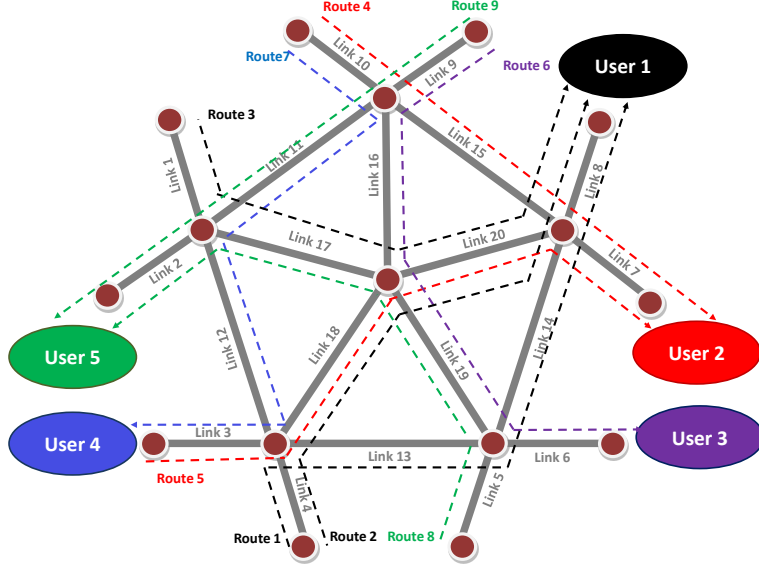 Route 4
Route 9
Route7
Link 10
Link 9
Route 6
User 1
Route 3
Link 1
Link 11
Link 16
Link 15
Link 8
Link 2
Link 17
Link 20
Link 7
User 5
Link 12
Link 18
Link 19
Link 14
User 2
User 4
Link 3
Link 13
Link 6
User 3
Route 5
Link 4
Link 5
Route 1
Route 2
Route 8